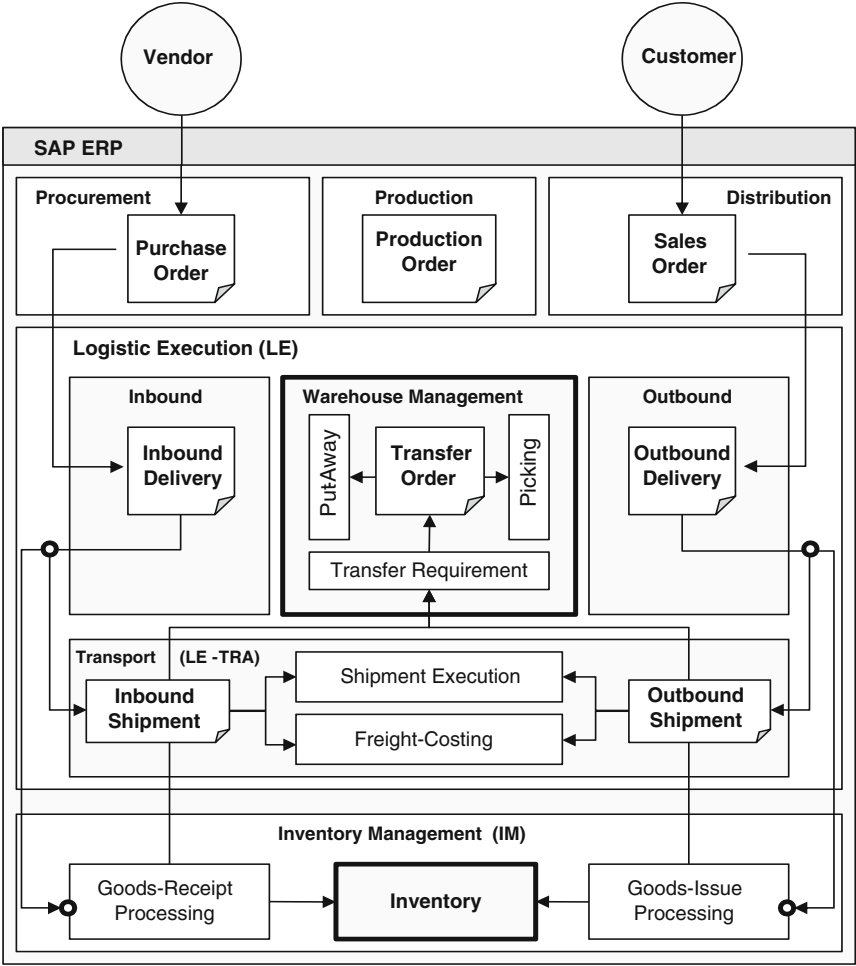 Vendor
Customer
SAP ERP
Procurement
Production
Distribution
Purchase
Order
Production
Order
Sales
Order
Logistic Execution (LE)
Inbound
Warehouse Management
Outbound
Inbound
Delivery
PutAway
Transfer
Order
Picking
Outbound
Delivery
Transfer Requirement
Transport (LE -TRA)
Inbound
Shipment
Shipment Execution
Outbound
Shipment
Freight-Costing
Inventory Management (IM)
Goods-Receipt
Processing
Inventory
Goods-Issue
Processing